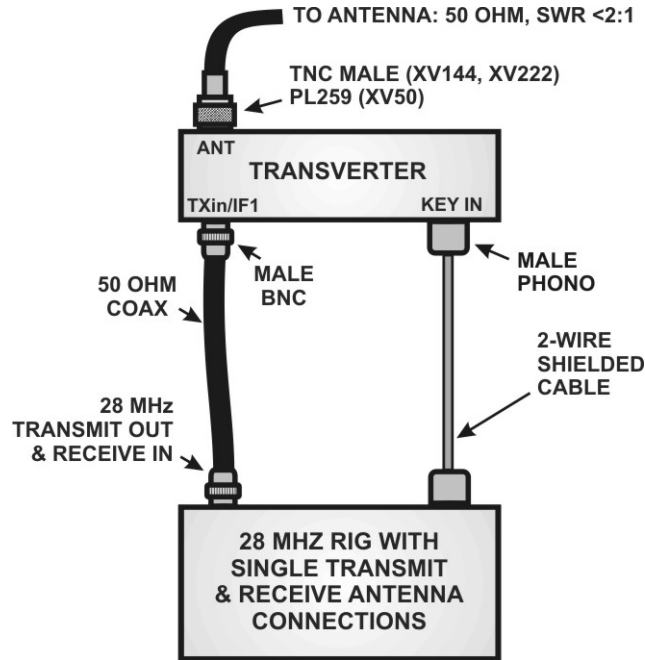 TO ANTENNA: 50 OHM, SWR <2:1
TNC MALE (XV144, XV222)
PL259 (XV50)
ANT
TRANSVERTER
TXin/IF1
KEY IN
MALE
BNC
MALE
PHONO
50 OHM
COAX
2-WIRE
SHIELDED
CABLE
28 MHz
TRANSMIT OUT
& RECEIVE IN
28 MHZ RIG WITH
SINGLE TRANSMIT
& RECEIVE ANTENNA
CONNECTIONS